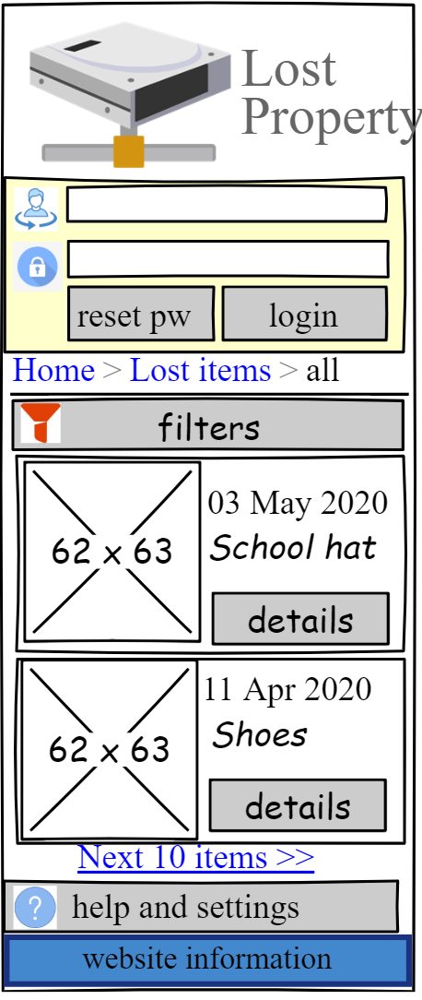 Lost
Property
reset pw login
Home > Lost items > all
filters
62 x 63
03 May 2020
School hat
details
62 x 63
11 Apr 2020
Shoes
details
Next 10 items >>
? help and settings
website information